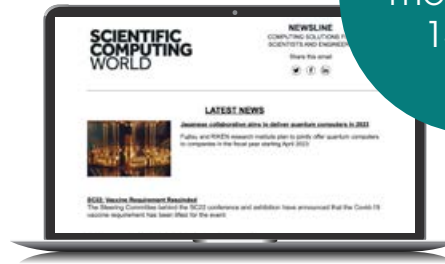 SCIENTIFIC
COMPUTING
WORLD
NEWSLINE
COMPUTING SOLUTIONS
SCIENTISTS AND ENGINEER
Share this email
LATEST NEWS
Japanese collaborative aims to deliver quantum computers in 2023
Fujitsu and RIKEN research institute plan to jointly offer quantum computers
to companies in the fiscal year starting April 2023
SC22: Vaccine Requirement Rescinded
The Steering Committee behind the SC22 conference and exhibition have announced that the Covid-19
vaccine requirement has been lifted for the event
1